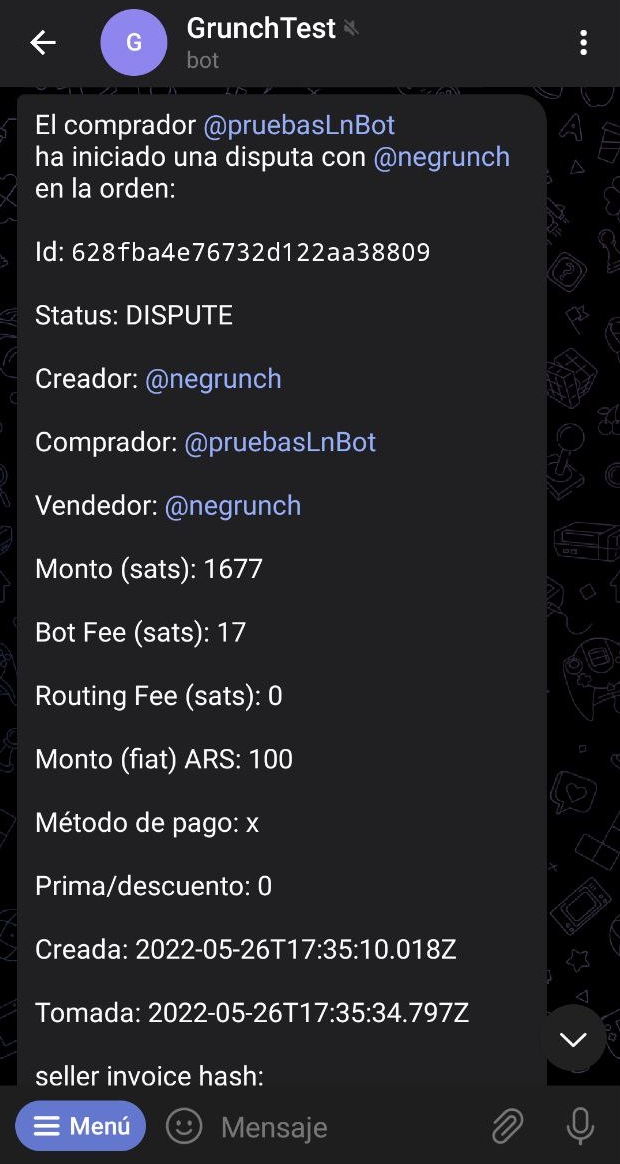 G
GrunchTest
bot
El comprador @pruebasLnBot
ha iniciado una disputa con @negrunch
en la orden:
Id: 628fba4e76732d122aa38809
Status: DISPUTE
Creador: @negrunch
Comprador: @pruebasLnBot
Vendedor: @negrunch
Monto (sats): 1677
Bot Fee (sats): 17
Routing Fee (sats): 0
Monto (fiat) ARS: 100
Método de pago: x
Prima/descuento: 0
Creada: 2022-05-26T17:35:10.018Z
Tomada: 2022-05-26T17:35:34.797Z
seller invoice hash:
Menú
Mensaje